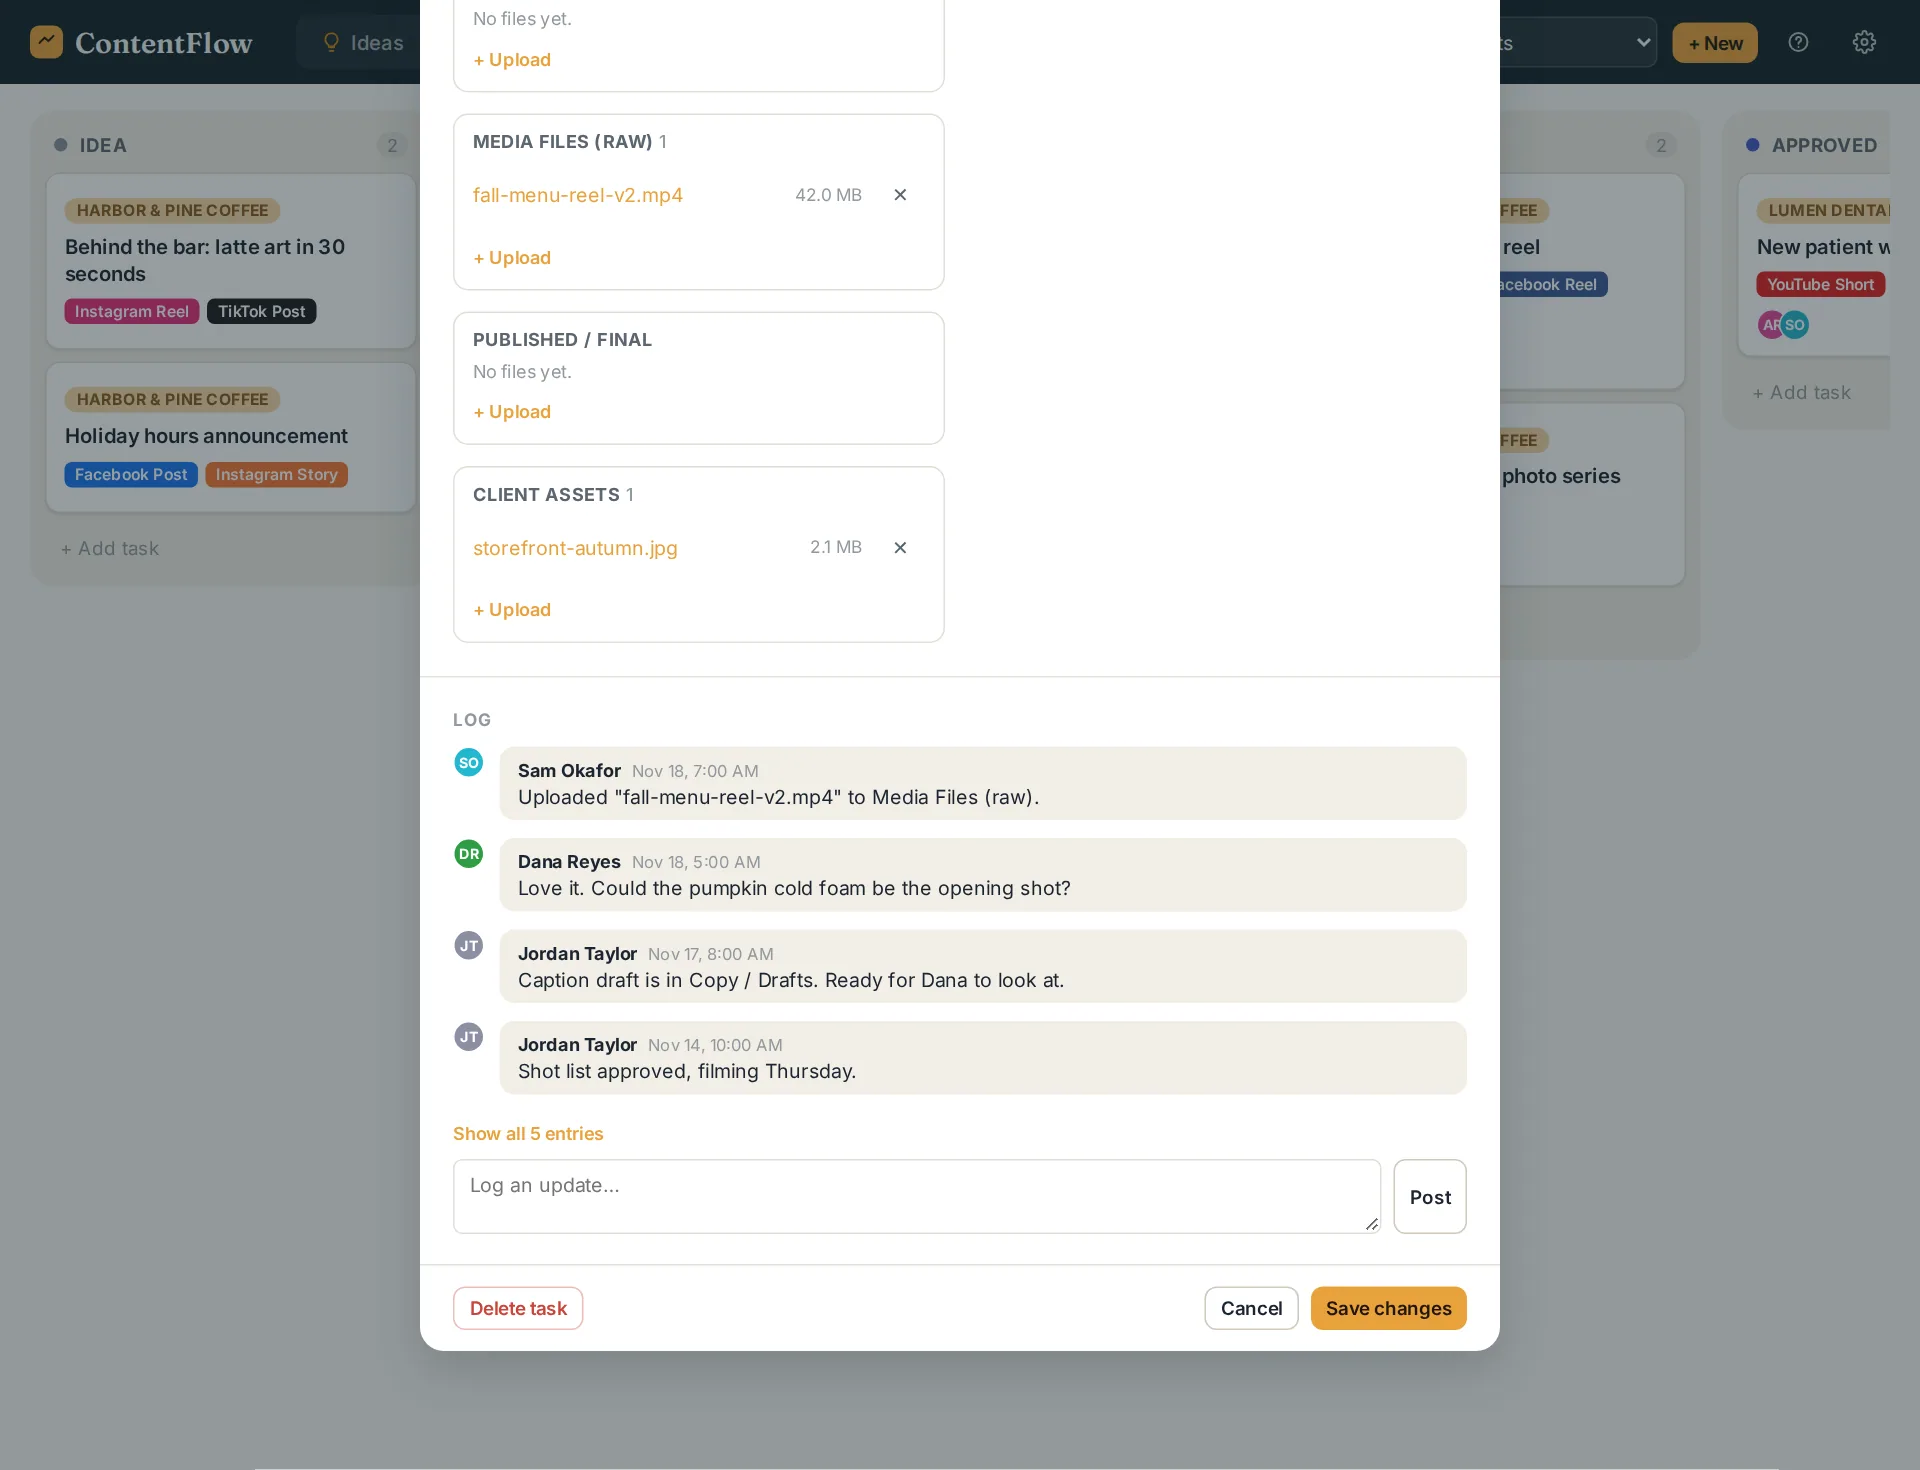 ContentFlow
Ideas
ts
+ New
IDEA 2
HARBOR & PINE COFFEE
Behind the bar: latte art in 30
seconds
Instagram Reel TikTok Post
HARBOR & PINE COFFEE
Holiday hours announcement
Facebook Post Instagram Story
+ Add task
No files yet.
+ Upload
MEDIA FILES (RAW) 1
fall-menu-reel-v2.mp4 42.0 MB ✕
+ Upload
PUBLISHED / FINAL
No files yet.
+ Upload
CLIENT ASSETS 1
storefront-autumn.jpg 2.1 MB ✕
+ Upload
LOG
SO
Sam Okafor Nov 18, 7:00 AM
Uploaded "fall-menu-reel-v2.mp4" to Media Files (raw).
DR
Dana Reyes Nov 18, 5:00 AM
Love it. Could the pumpkin cold foam be the opening shot?
JT
Jordan Taylor Nov 17, 8:00 AM
Caption draft is in Copy / Drafts. Ready for Dana to look at.
JT
Jordan Taylor Nov 14, 10:00 AM
Shot list approved, filming Thursday.
Show all 5 entries
Log an update...
Post
Delete task
Cancel
Save changes
2
FFEE
reel
acebook Reel
FFEE
photo series
APPROVED
LUMEN DENTA
New patient w
YouTube Short
AR SO
+ Add task